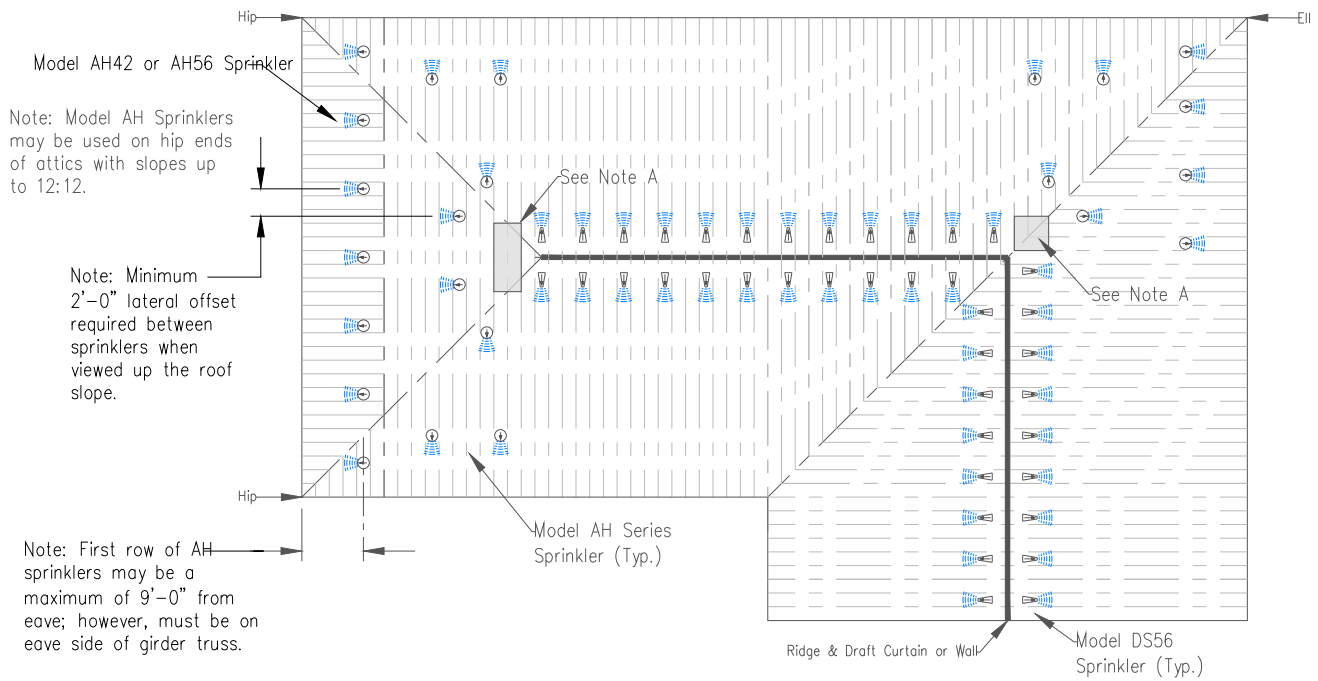 Hip
Ell
Model AH42 or AH56 Sprinkler
Note: Model AH Sprinklers
may be used on hip ends
of attics with slopes up
to 12:12.
See Note A
Note: Minimum
2'-0" lateral offset
required between
sprinklers when
viewed up the roof
slope.
See Note A
Hip
Model AH Series
Sprinkler (Typ.)
Note: First row of AH
sprinklers may be a
maximum of 9'-0" from
eave; however, must be on
eave side of girder truss.
Ridge & Draft Curtain or Wall
Model DS56
Sprinkler (Typ.)